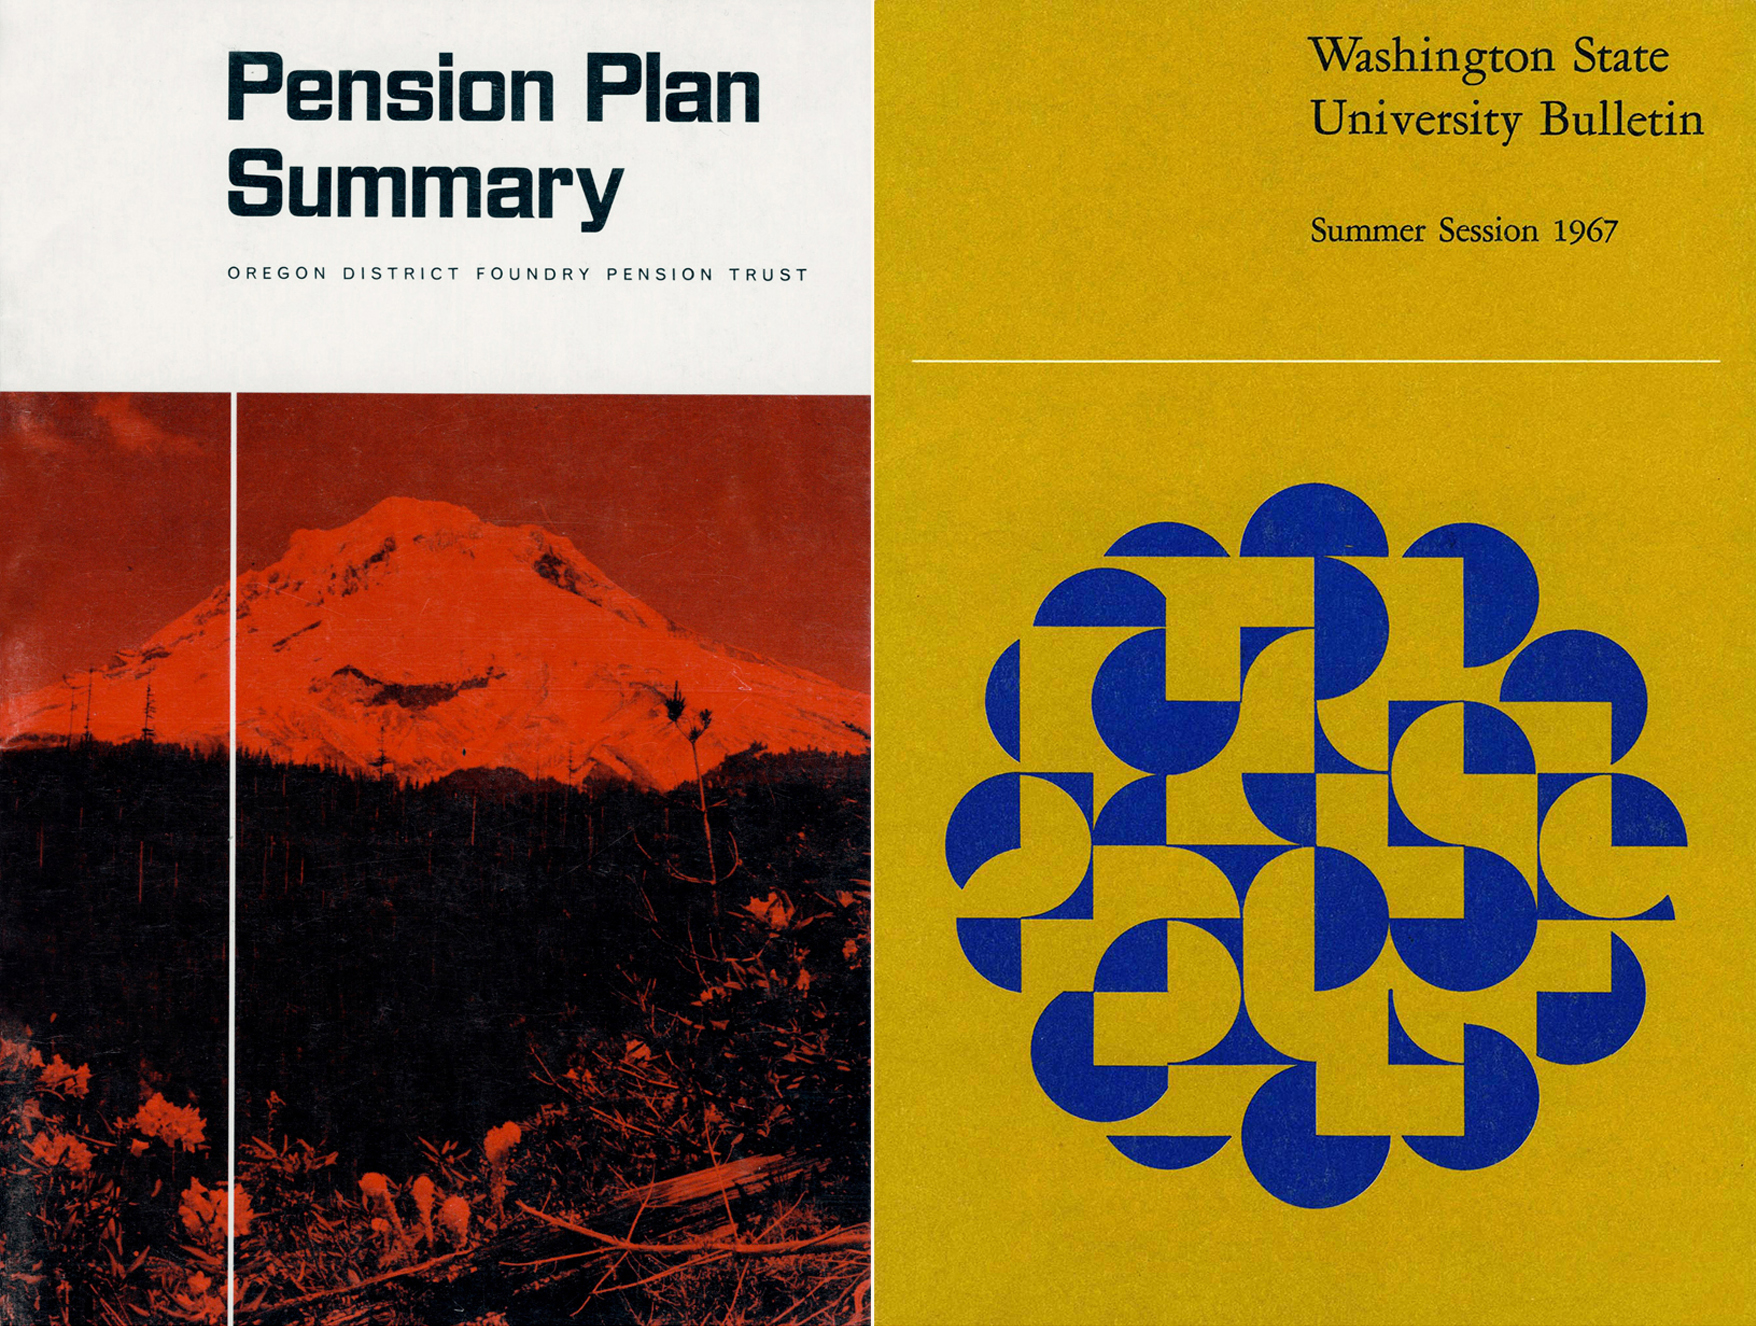 Pension Plan
Summary
OREGON DISTRICT FOUNDRY PENSION TRUST
Washington State
University Bulletin
Summer Session 1967